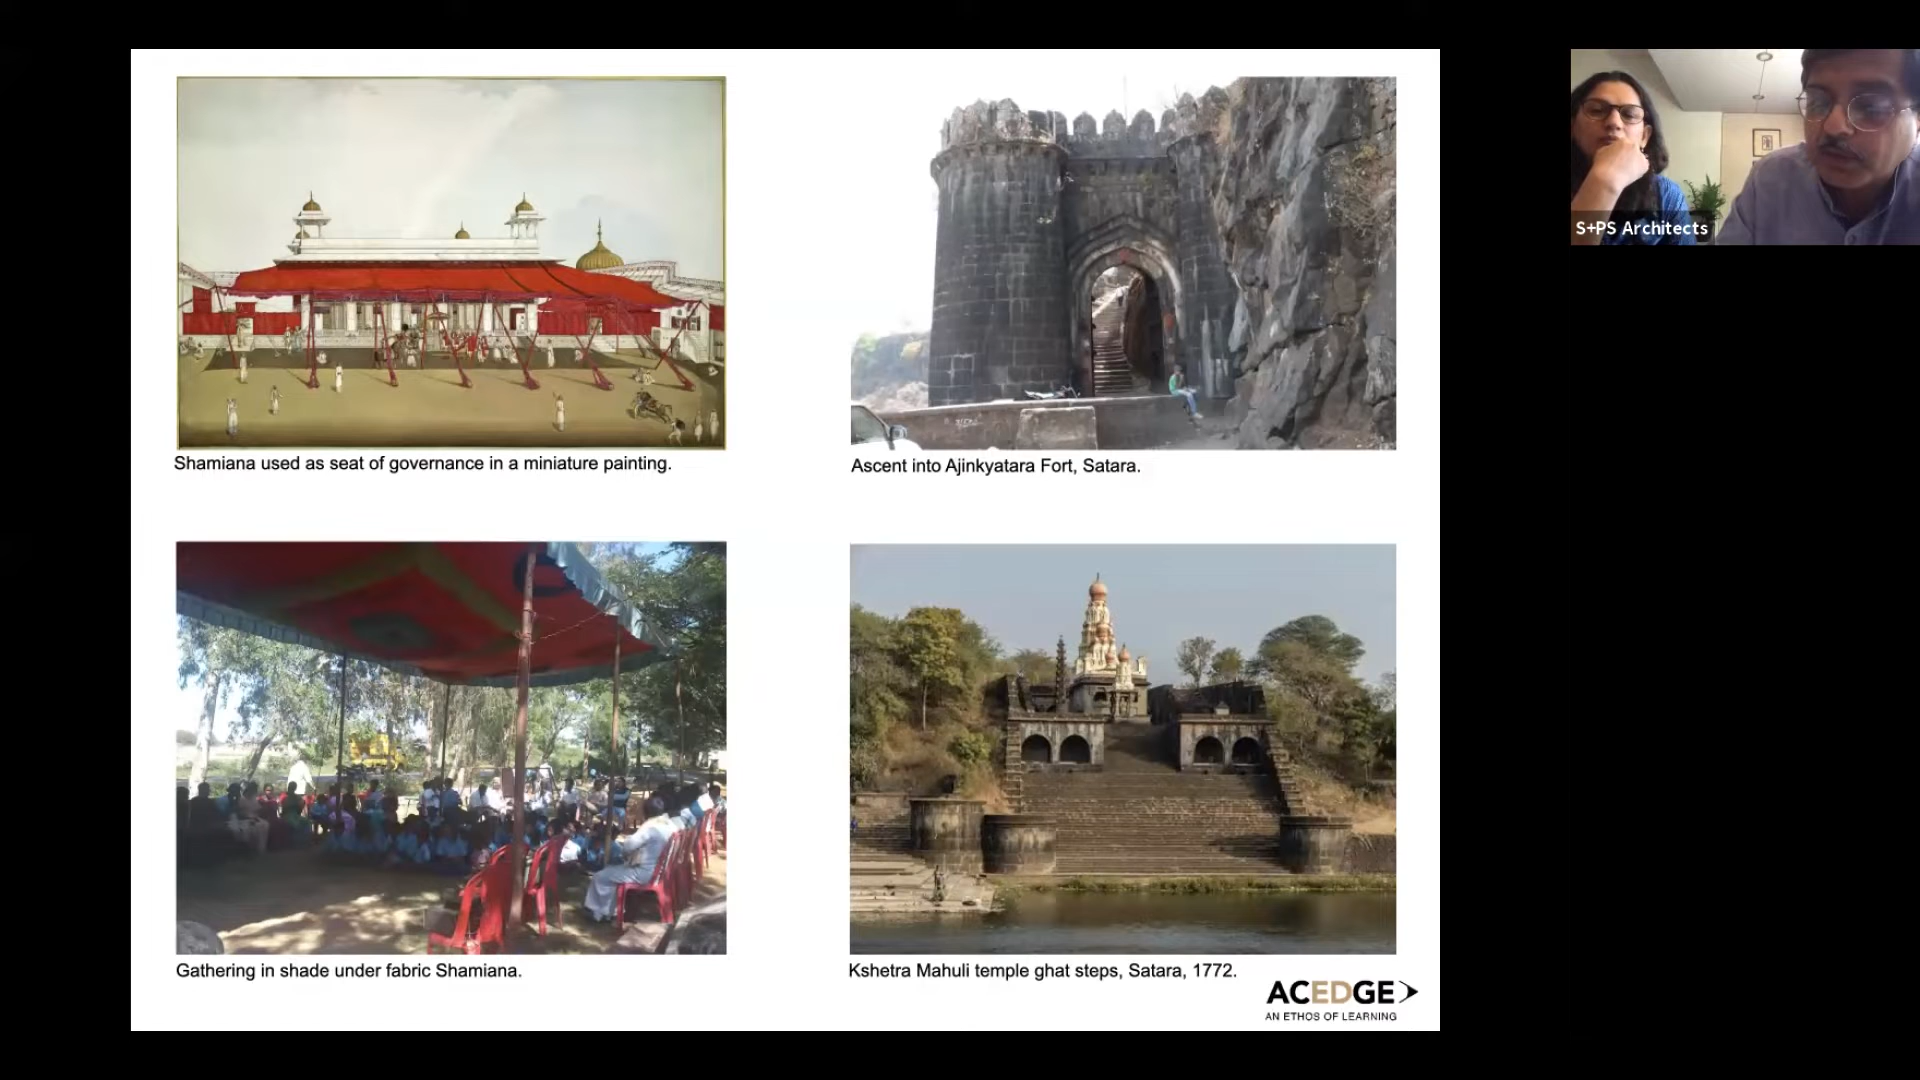 Shamiana used as seat of governance in a miniature painting.
Ascent into Ajinkyatara Fort, Satara.
Gathering in shade under fabric Shamiana.
Kshetra Mahuli temple ghat steps, Satara, 1772.
ACEDGE
AN ETHOS OF LEARNING
S+PS Architects